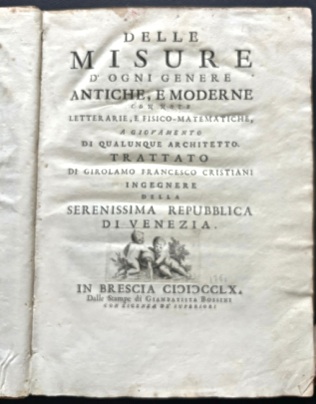 DELLE
MISURE
D'OGNI GENERE
ANTICHE, E MODERNE
CON NOTE
LETTERARIE, E FISICO-MATEMATICHE,
A GIOVAMENTO
DI QUALUNQUE ARCHITETTO.
TRATTATO
DI GIROLAMO FRANCESCO CRISTIANI
INGEGNERE
DELLA
SERENISSIMA REPUBBLICA
DI VENEZIA.
IN BRESCIA CIƆIƆCCLX.
Dalle Stampe di GIAMBATISTA BOSSINI
CON LICENZA DE' SUPERIORI